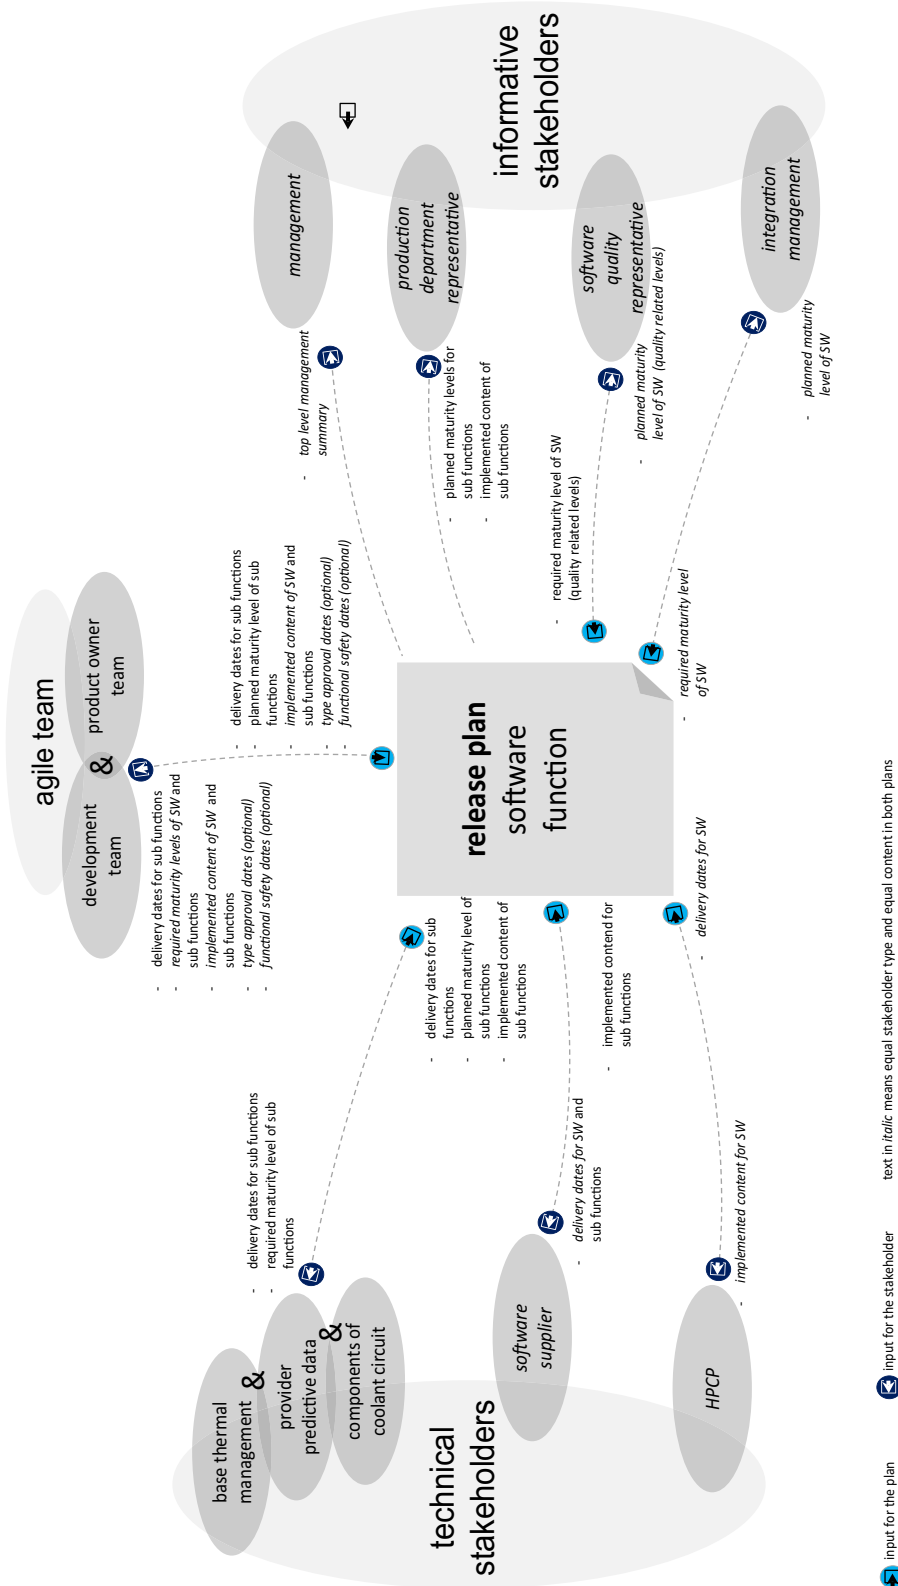 agile team
development
team
&
product owner
team
- delivery dates for sub functions
- required maturity levels of SW and
sub functions
- implemented content of SW and
sub functions
- type approval dates (optional)
- functional safety dates (optional)
- delivery dates for sub functions
- planned maturity level of sub
functions
- implemented content of SW and
sub functions
- type approval dates (optional)
- functional safety dates (optional)
technical
stakeholders
base thermal
management
&
provider
predictive data
&
components of
coolant circuit
- delivery dates for sub functions
- required maturity level of sub
functions
- delivery dates for sub
functions
- planned maturity level of
sub functions
- implemented content of
sub functions
software
supplier
- delivery dates for SW and
sub functions
- implemented contend for
sub functions
HPCP
- implemented content for SW
- delivery dates for SW
release plan
software
function
informative
stakeholders
management
- top level management
summary
production
department
representative
- planned maturity levels for
sub functions
- implemented content of
sub functions
software
quality
representative
- planned maturity
level of SW (quality related levels)
- required maturity level of SW
(quality related levels)
integration
management
- planned maturity
level of SW
- required maturity level
of SW
input for the plan
input for the stakeholder
text in italic means equal stakeholder type and equal content in both plans